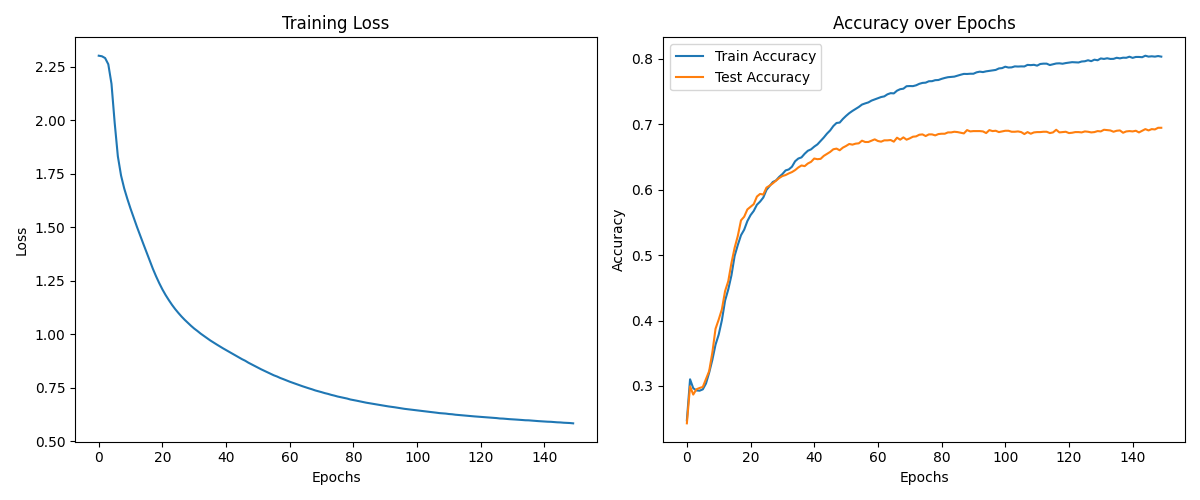 Training Loss
2.25
2.00
1.75
1.50
1.25
1.00
0.75
0.50
Loss
0 20 40 60 80 100 120 140
Epochs
Accuracy over Epochs
Train Accuracy
Test Accuracy
0.8
0.7
0.6
0.5
0.4
0.3
Accuracy
0 20 40 60 80 100 120 140
Epochs